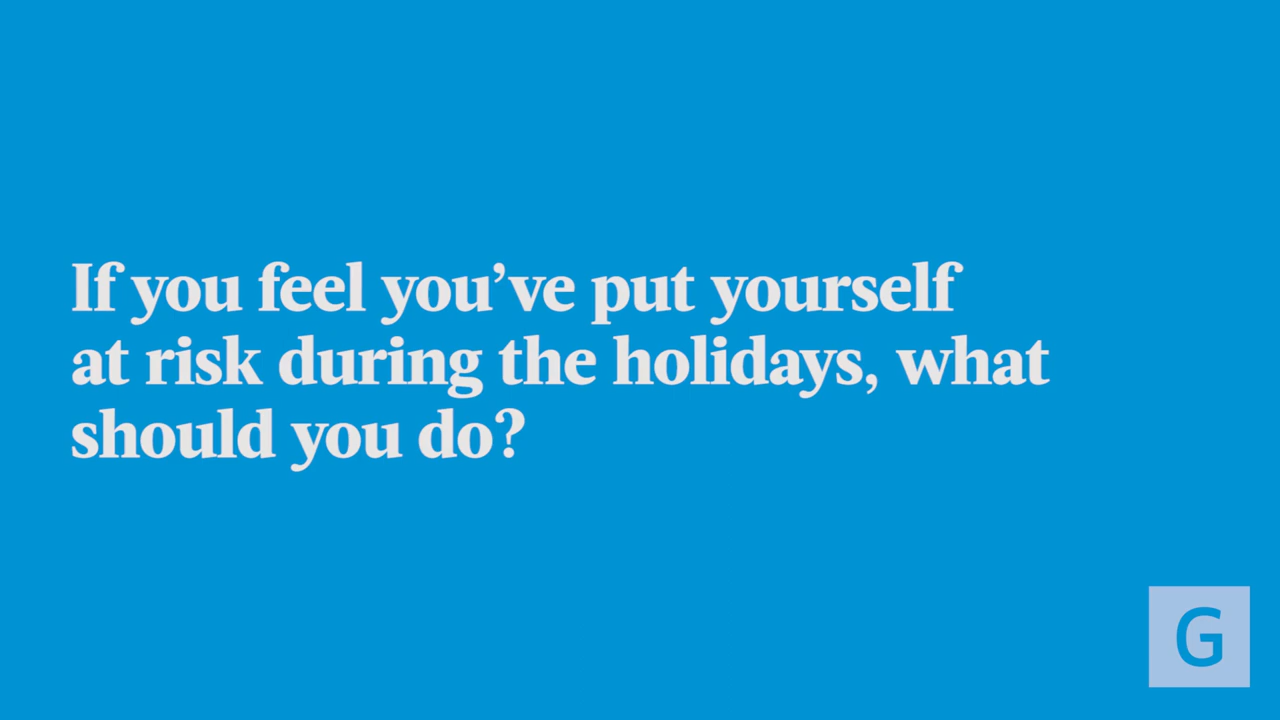 If you feel you’ve put yourself
at risk during the holidays, what
should you do?
G